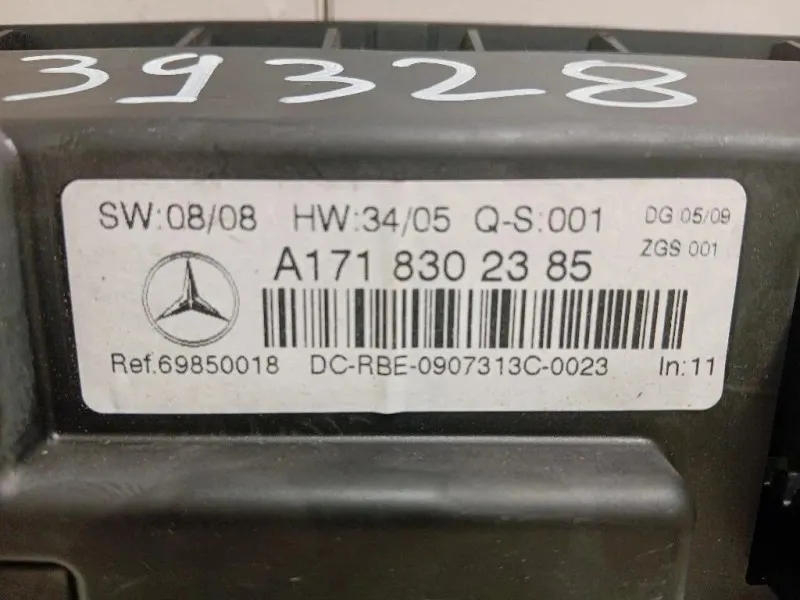 39328
SW:08/08 HW:34/05 Q-S:001 DG 05/09
ZGS 001
A171 830 23 85
Ref.69850018 DC-RBE-0907313C-0023 In:11